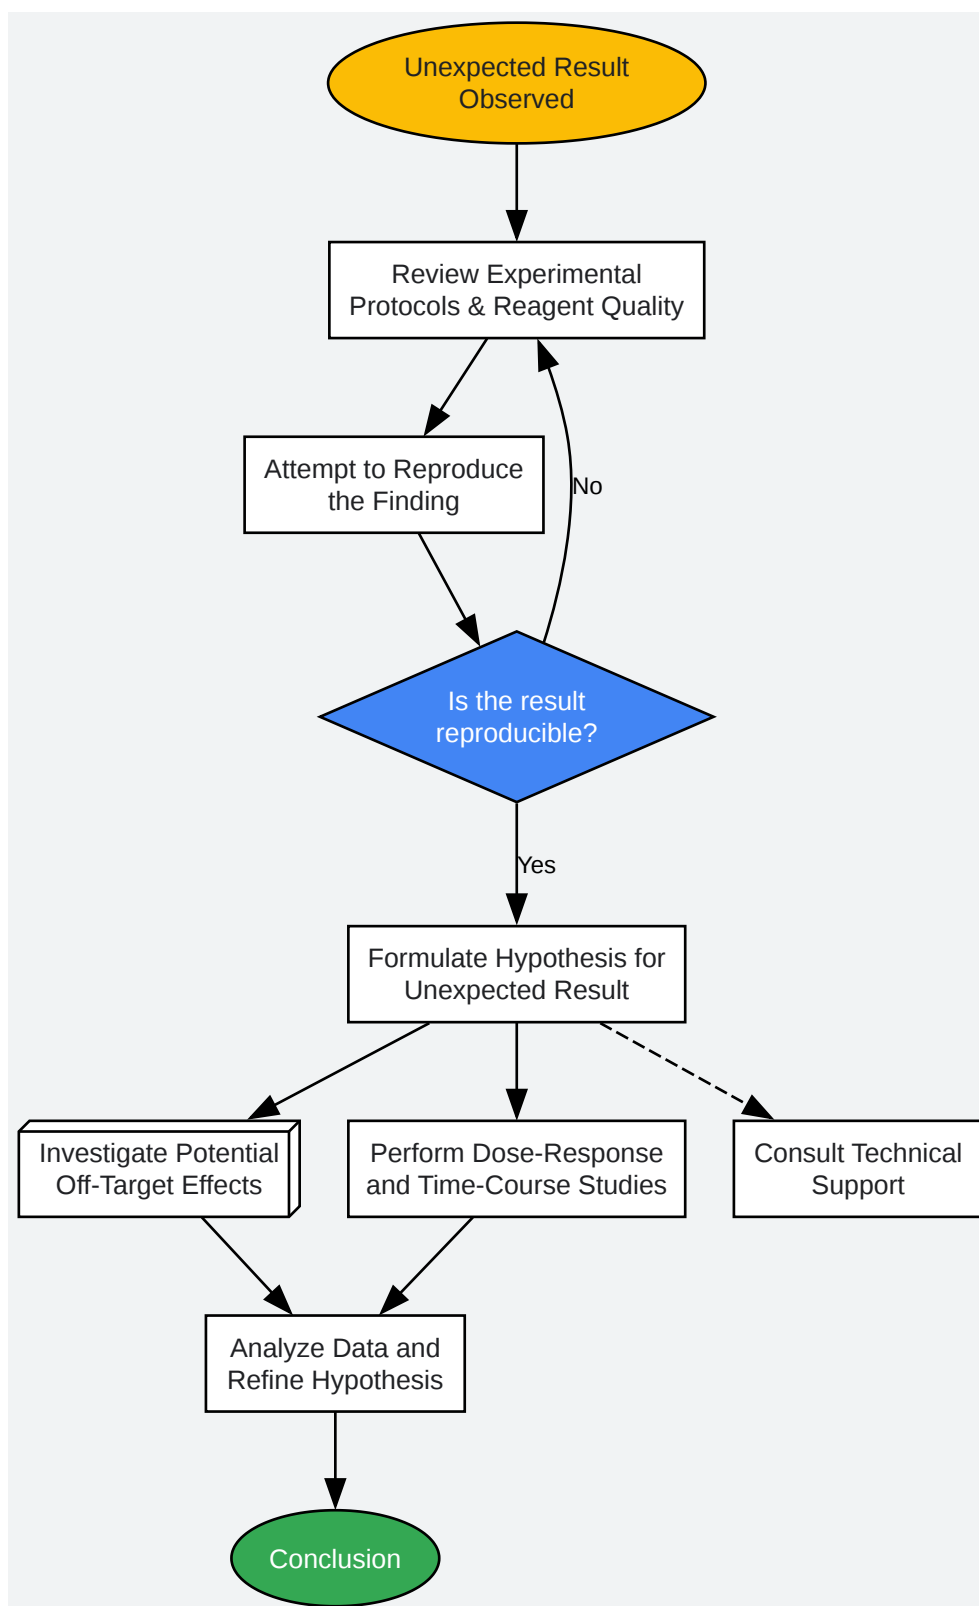 Unexpected Result
Observed
Review Experimental
Protocols & Reagent Quality
Attempt to Reproduce
the Finding
No
Is the result
reproducible?
Yes
Formulate Hypothesis for
Unexpected Result
Investigate Potential
Off-Target Effects
Perform Dose-Response
and Time-Course Studies
Consult Technical
Support
Analyze Data and
Refine Hypothesis
Conclusion